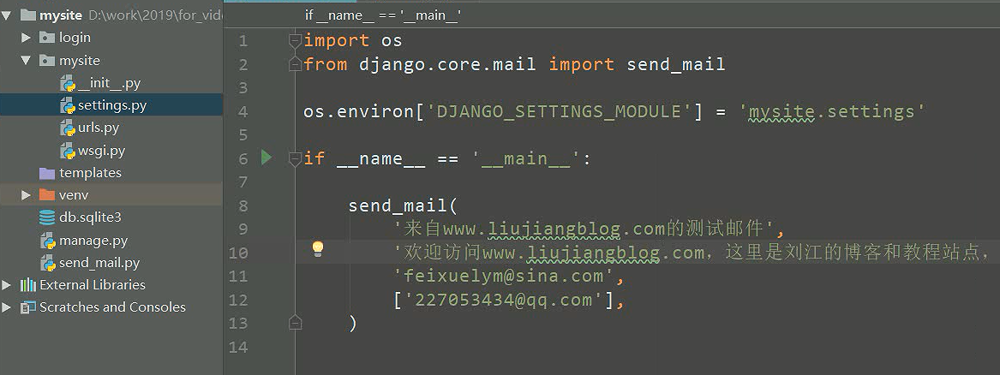 mysite D:\work\2019\for_vid
login
mysite
__init__.py
settings.py
urls.py
wsgi.py
templates
venv
db.sqlite3
manage.py
send_mail.py
External Libraries
Scratches and Consoles
if __name__ == '__main__'
1 import os
2 from django.core.mail import send_mail
3
4 os.environ['DJANGO_SETTINGS_MODULE'] = 'mysite.settings'
5
6 if __name__ == '__main__':
7
8 send_mail(
9 '来自www.liujiangblog.com的测试邮件',
10 '欢迎访问www.liujiangblog.com，这里是刘江的博客和教程站点，
11 'feixuelym@sina.com',
12 ['227053434@qq.com'],
13 )
14